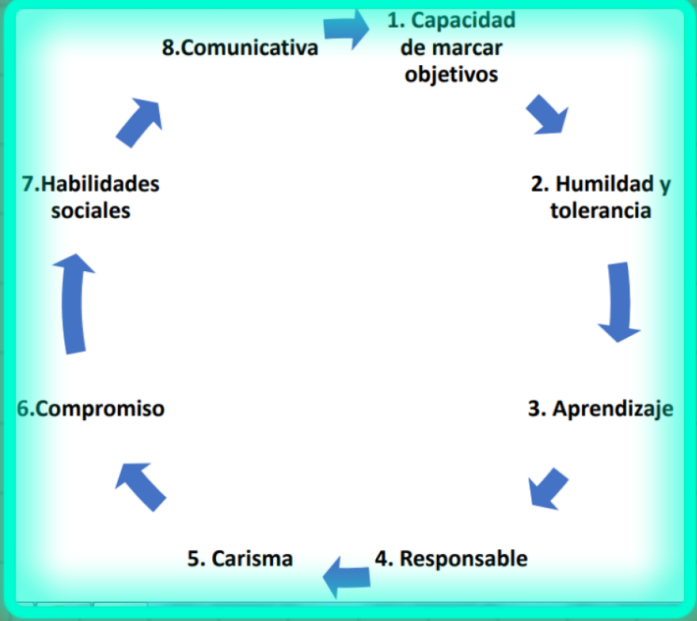 1. Capacidad
de marcar
objetivos
2. Humildad y
tolerancia
3. Aprendizaje
4. Responsable
5. Carisma
6.Compromiso
7.Habilidades
sociales
8.Comunicativa